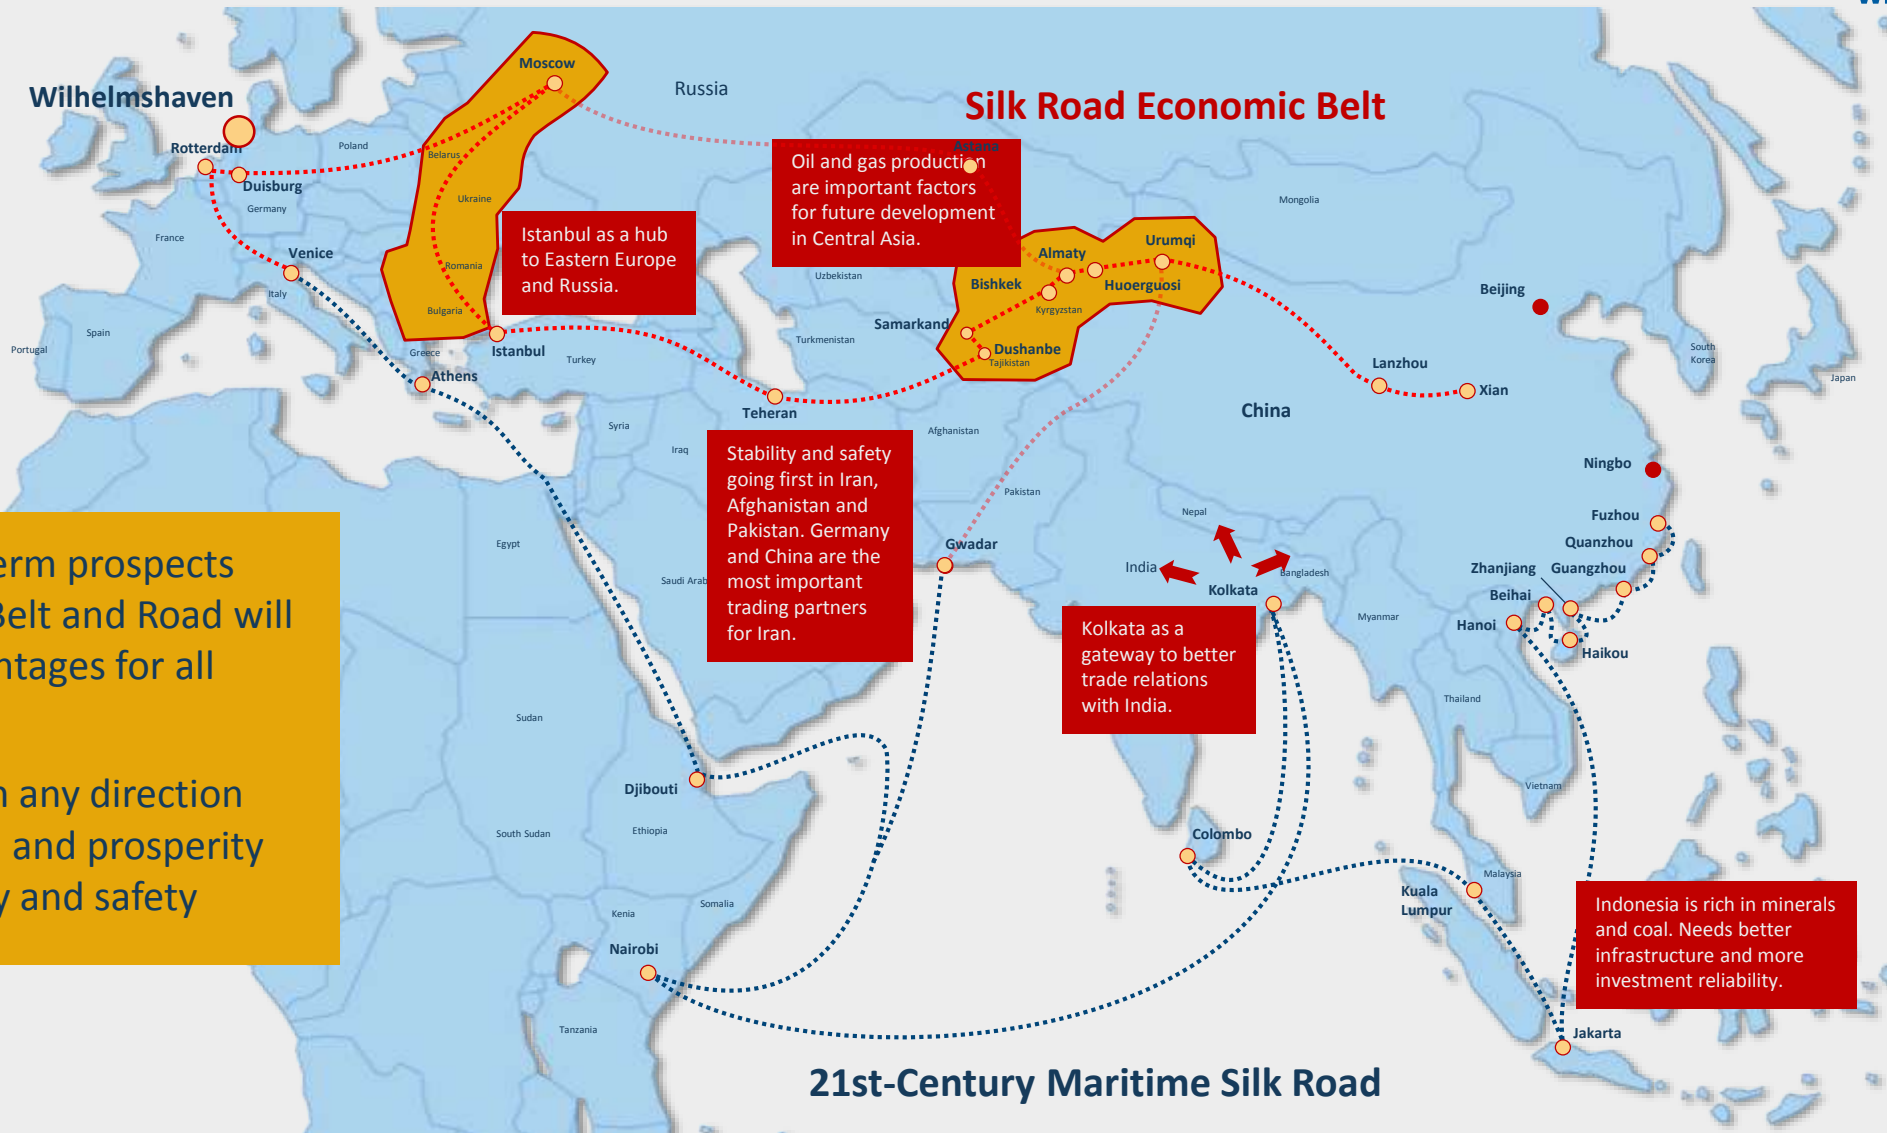 Moscow
Russia
Wilhelmshaven
Silk Road Economic Belt
Rotterdam
Poland
Belarus
Astana
Oil and gas production
are important factors
for future development
in Central Asia.
Duisburg
Germany
Ukraine
Mongolia
France
Istanbul as a hub
to Eastern Europe
and Russia.
Venice
Almaty
Urumqi
Romania
Uzbekistan
Bishkek
Huoerguosi
Beijing
Italy
Bulgaria
Kyrgyzstan
Spain
Samarkand
Turkmenistan
Portugal
Greece
Istanbul
Turkey
Dushanbe
Tajikistan
South
Korea
Lanzhou
Japan
Athens
Xian
Teheran
China
Syria
Afghanistan
Iraq
Stability and safety
going first in Iran,
Afghanistan and
Pakistan. Germany
and China are the
most important
trading partners
for Iran.
Ningbo
Pakistan
Nepal
Fuzhou
Egypt
Gwadar
Quanzhou
erm prospects
Belt and Road will
ntages for all
India
Bangladesh
Zhanjiang
Guangzhou
Saudi Arab
Kolkata
Beihai
Myanmar
Hanoi
Kolkata as a
gateway to better
trade relations
with India.
Haikou
Thailand
Sudan
n any direction
and prosperity
y and safety
Djibouti
Vietnam
South Sudan
Ethiopia
Colombo
Malaysia
Kuala
Lumpur
Somalia
Kenia
Indonesia is rich in minerals
and coal. Needs better
infrastructure and more
investment reliability.
Nairobi
Tanzania
Jakarta
21st-Century Maritime Silk Road